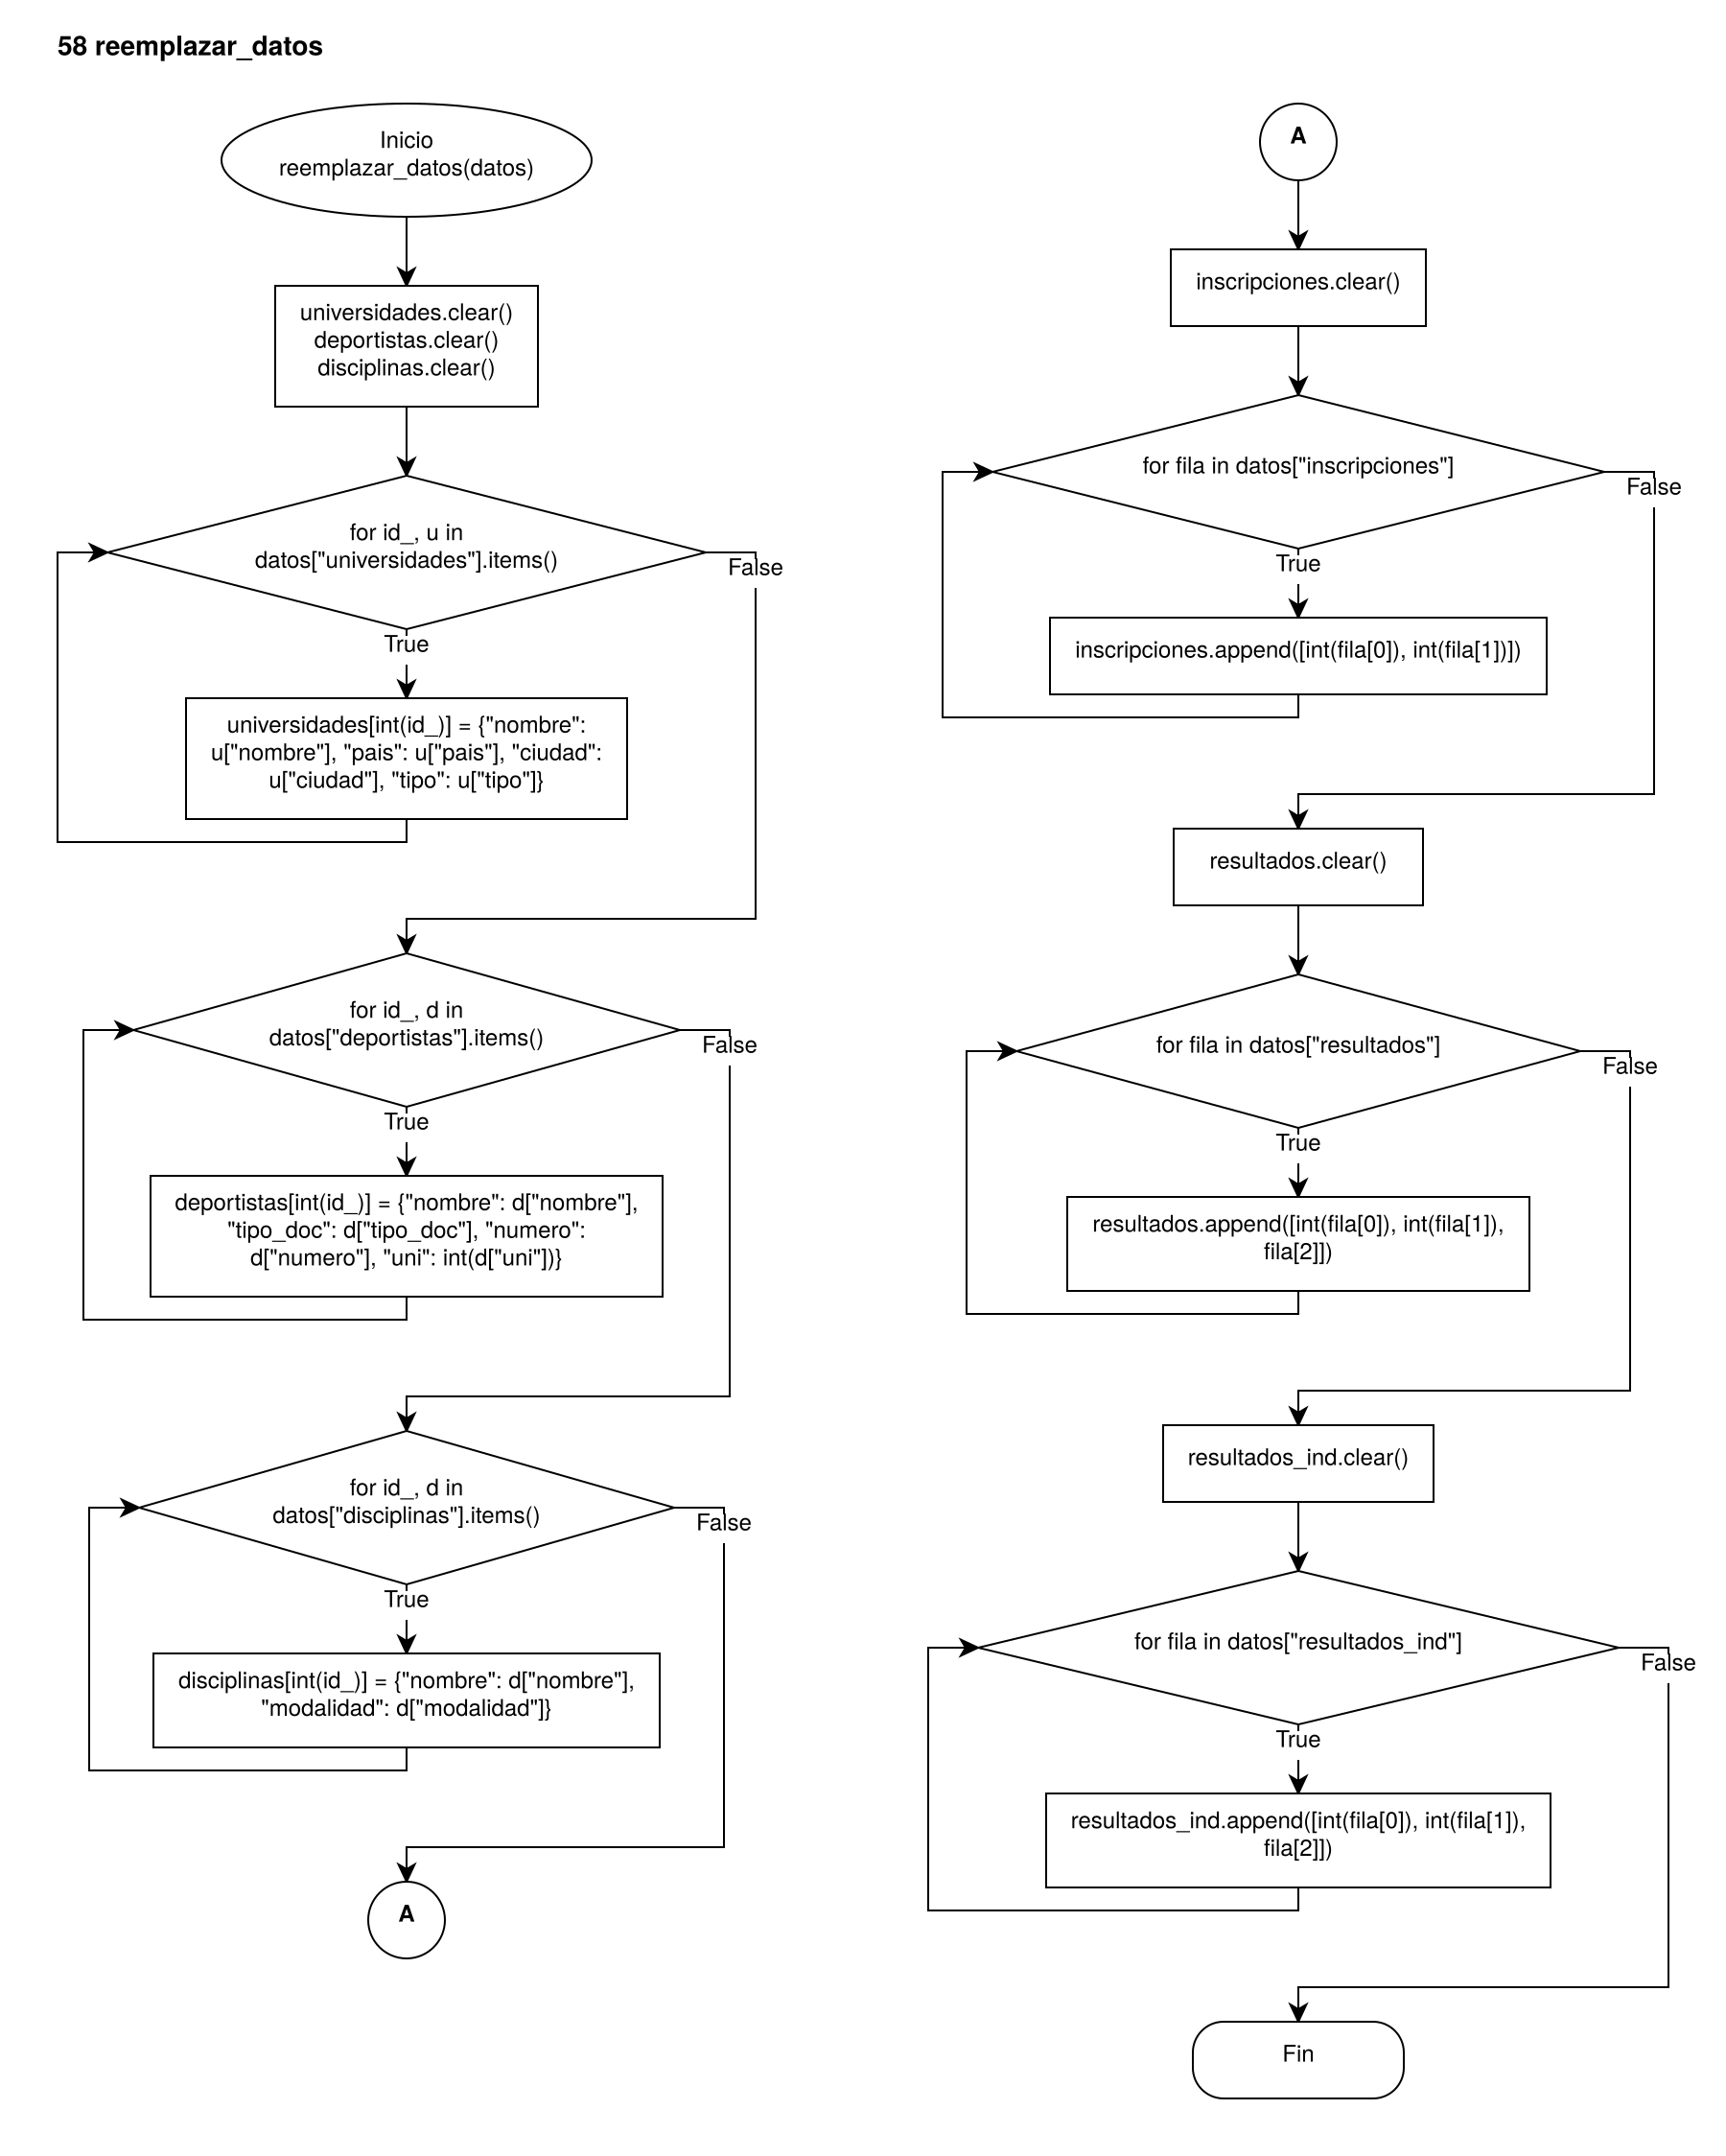 58 reemplazar_datos
Inicio
reemplazar_datos(datos)
universidades.clear()
deportistas.clear()
disciplinas.clear()
for id_, u in
datos["universidades"].items()
False
True
universidades[int(id_)] = {"nombre":
u["nombre"], "pais": u["pais"], "ciudad":
u["ciudad"], "tipo": u["tipo"]}
for id_, d in
datos["deportistas"].items()
False
True
deportistas[int(id_)] = {"nombre": d["nombre"],
"tipo_doc": d["tipo_doc"], "numero":
d["numero"], "uni": int(d["uni"])}
for id_, d in
datos["disciplinas"].items()
False
True
disciplinas[int(id_)] = {"nombre": d["nombre"],
"modalidad": d["modalidad"]}
A
A
inscripciones.clear()
for fila in datos["inscripciones"]
False
True
inscripciones.append([int(fila[0]), int(fila[1])])
resultados.clear()
for fila in datos["resultados"]
False
True
resultados.append([int(fila[0]), int(fila[1]),
fila[2]])
resultados_ind.clear()
for fila in datos["resultados_ind"]
False
True
resultados_ind.append([int(fila[0]), int(fila[1]),
fila[2]])
Fin